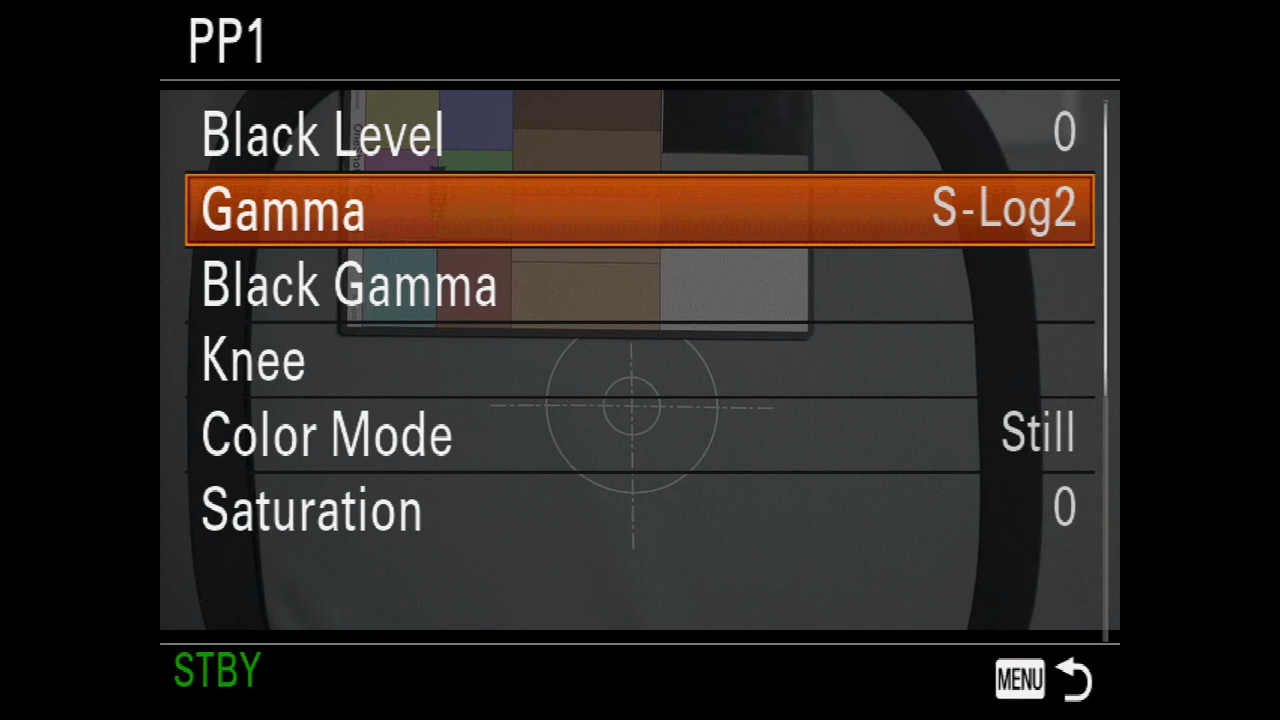 PP1
Black Level 0
Gamma S-Log2
Black Gamma
Knee
Color Mode Still
Saturation 0
STBY MENU